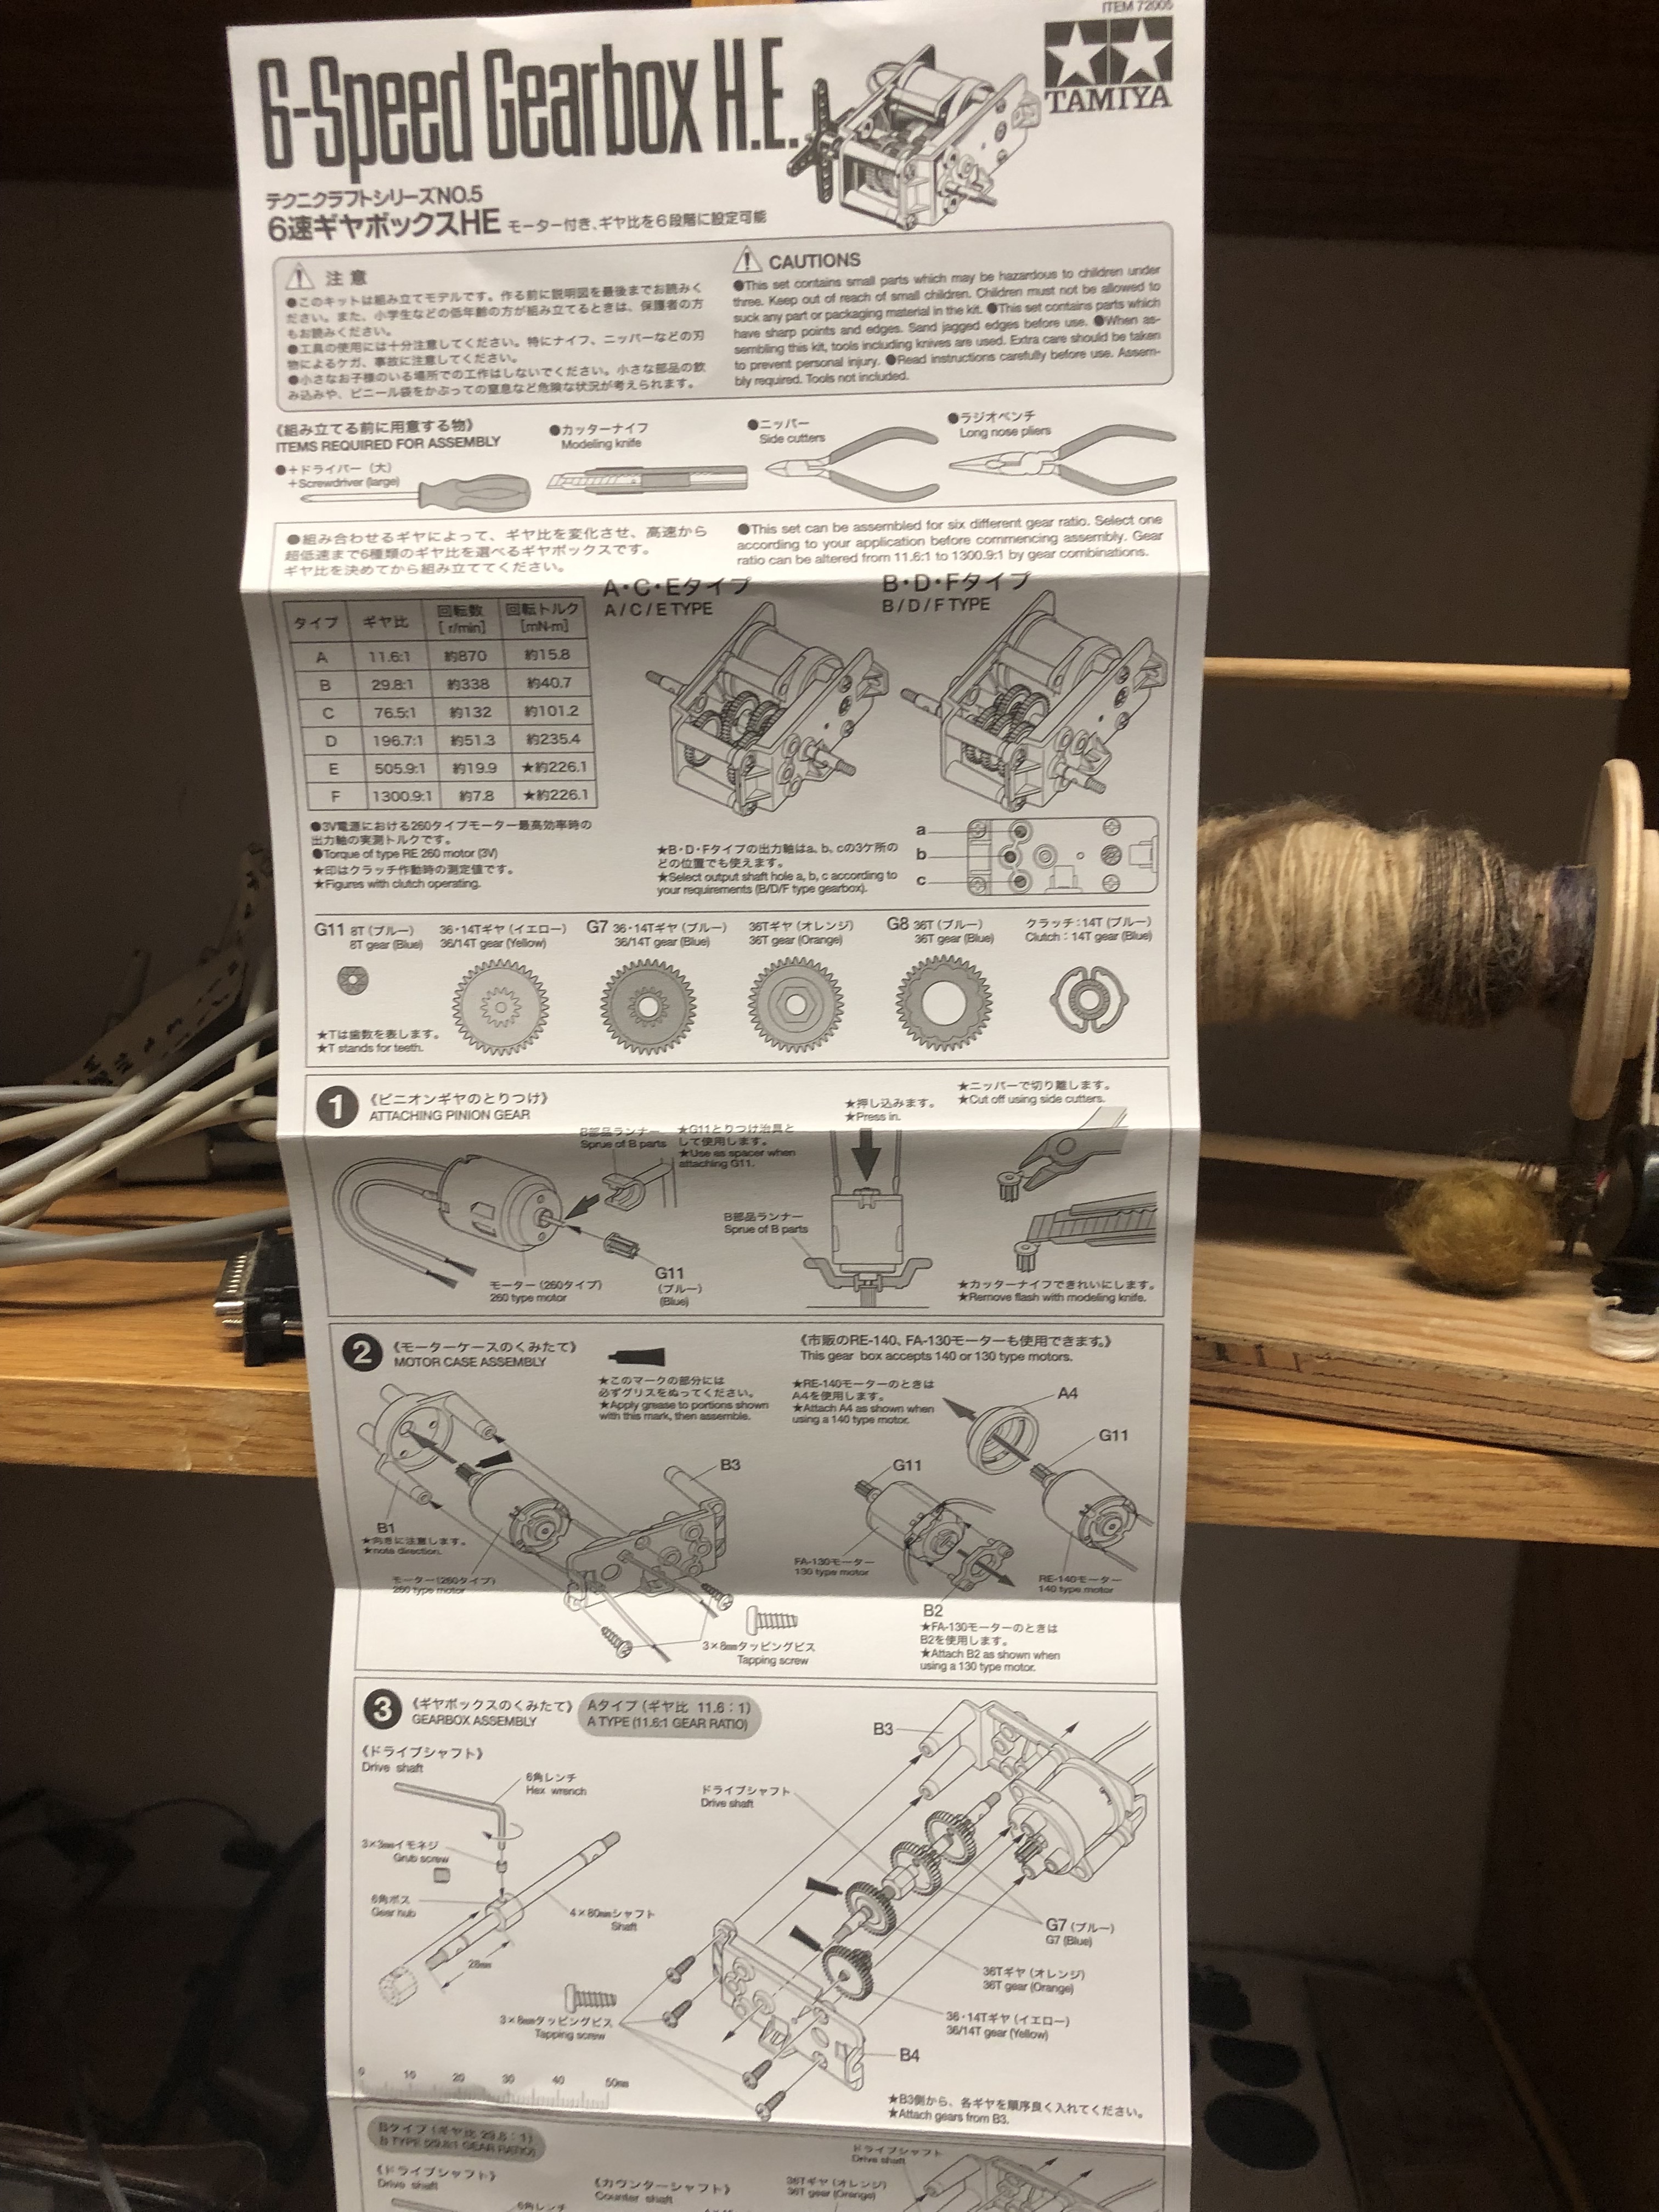 ITEM 72005
6-Speed Gearbox H.E.
TAMIYA
テクニクラフトシリーズNO.5
6速ギヤボックスHE モーター付き、ギヤ比を6段階に設定可能
注意
●このキットは組み立てモデルです。作る前に説明図を最後までお読みく
ださい。また、小学生などの低年齢の方が組み立てるときは、保護者の方
もお読みください。
●工具の使用には十分注意してください。特にナイフ、ニッパーなどの刃
物によるケガ、事故に注意してください。
●小さなお子様のいる場所での工作はしないでください。小さな部品の飲
み込みや、ビニール袋をかぶっての窒息など危険な状況が考えられます。
CAUTIONS
●This set contains small parts which may be hazardous to children under
three. Keep out of reach of small children. Children must not be allowed to
suck any part or packaging material in the kit. ●This set contains parts which
have sharp points and edges. Sand jagged edges before use. ●When as-
sembling this kit, tools including knives are used. Extra care should be taken
to prevent personal injury. ●Read instructions carefully before use. Assem-
bly required. Tools not included.
《組み立てる前に用意する物》
ITEMS REQUIRED FOR ASSEMBLY
●+ドライバー（大）
+Screwdriver (large)
●カッターナイフ
Modeling knife
●ニッパー
Side cutters
●ラジオペンチ
Long nose pliers
●組み合わせるギヤによって、ギヤ比を変化させ、高速から
超低速まで6種類のギヤ比を選べるギヤボックスです。
ギヤ比を決めてから組み立ててください。
●This set can be assembled for six different gear ratio. Select one
according to your application before commencing assembly. Gear
ratio can be altered from 11.6:1 to 1300.9:1 by gear combinations.
タイプ ギヤ比 回転数 [r/min] 回転トルク [mN·m]
A 11.6:1 約870 約15.8
B 29.8:1 約338 約40.7
C 76.5:1 約132 約101.2
D 196.7:1 約51.3 約235.4
E 505.9:1 約19.9 ★約226.1
F 1300.9:1 約7.8 ★約226.1
A・C・Eタイプ
A/C/E TYPE
B・D・Fタイプ
B/D/F TYPE
●3V電源における260タイプモーター最高効率時の
出力軸の実測トルクです。
●Torque of type RE 260 motor (3V)
★印はクラッチ作動時の測定値です。
★Figures with clutch operating.
★B・D・Fタイプの出力軸はa, b, cの3ケ所の
どの位置でも使えます。
★Select output shaft hole a, b, c according to
your requirements (B/D/F type gearbox).
a
b
c
G11 8T（ブルー）
8T gear (Blue)
36・14Tギヤ（イエロー）
36/14T gear (Yellow)
G7 36・14Tギヤ（ブルー）
36/14T gear (Blue)
36Tギヤ（オレンジ）
36T gear (Orange)
G8 36T（ブルー）
36T gear (Blue)
クラッチ：14T（ブルー）
Clutch : 14T gear (Blue)
★Tは歯数を表します。
★T stands for teeth.
1
《ピニオンギヤのとりつけ》
ATTACHING PINION GEAR
B部品ランナー
Sprue of B parts
★G11とりつけ治具と
して使用します。
★Use as spacer when
attaching G11.
モーター（260タイプ）
260 type motor
G11
（ブルー）
(Blue)
★押し込みます。
★Press in.
B部品ランナー
Sprue of B parts
★ニッパーで切り離します。
★Cut off using side cutters.
★カッターナイフできれいにします。
★Remove flash with modeling knife.
2
《モーターケースのくみたて》
MOTOR CASE ASSEMBLY
★このマークの部分には
必ずグリスをぬってください。
★Apply grease to portions shown
with this mark, then assemble.
《市販のRE-140、FA-130モーターも使用できます。》
This gear box accepts 140 or 130 type motors.
★RE-140モーターのときは
A4を使用します。
★Attach A4 as shown when
using a 140 type motor.
A4
G11
G11
B3
B1
★向きに注意します。
★note direction.
モーター（260タイプ）
260 type motor
FA-130モーター
130 type motor
RE-140モーター
140 type motor
3×8mmタッピングビス
Tapping screw
B2
★FA-130モーターのときは
B2を使用します。
★Attach B2 as shown when
using a 130 type motor.
3
《ギヤボックスのくみたて》
GEARBOX ASSEMBLY
Aタイプ（ギヤ比 11.6：1）
A TYPE (11.6:1 GEAR RATIO)
《ドライブシャフト》
Drive shaft
6角レンチ
Hex wrench
3×3mmイモネジ
Grub screw
6角ボス
Gear hub
4×80mmシャフト
Shaft
28mm
3×8mmタッピングビス
Tapping screw
B3
ドライブシャフト
Drive shaft
G7（ブルー）
G7 (Blue)
36Tギヤ（オレンジ）
36T gear (Orange)
36・14Tギヤ（イエロー）
36/14T gear (Yellow)
B4
★B3側から、各ギヤを順序良く入れてください。
★Attach gears from B3.
0 10 20 30 40 50mm
Bタイプ（ギヤ比 29.8：1）
B TYPE (29.8:1 GEAR RATIO)
《ドライブシャフト》
Drive shaft
6角レンチ
《カウンターシャフト》
Counter shaft
36Tギヤ（オレンジ）
36T gear (Orange)
ドライブシャフト
Drive shaft